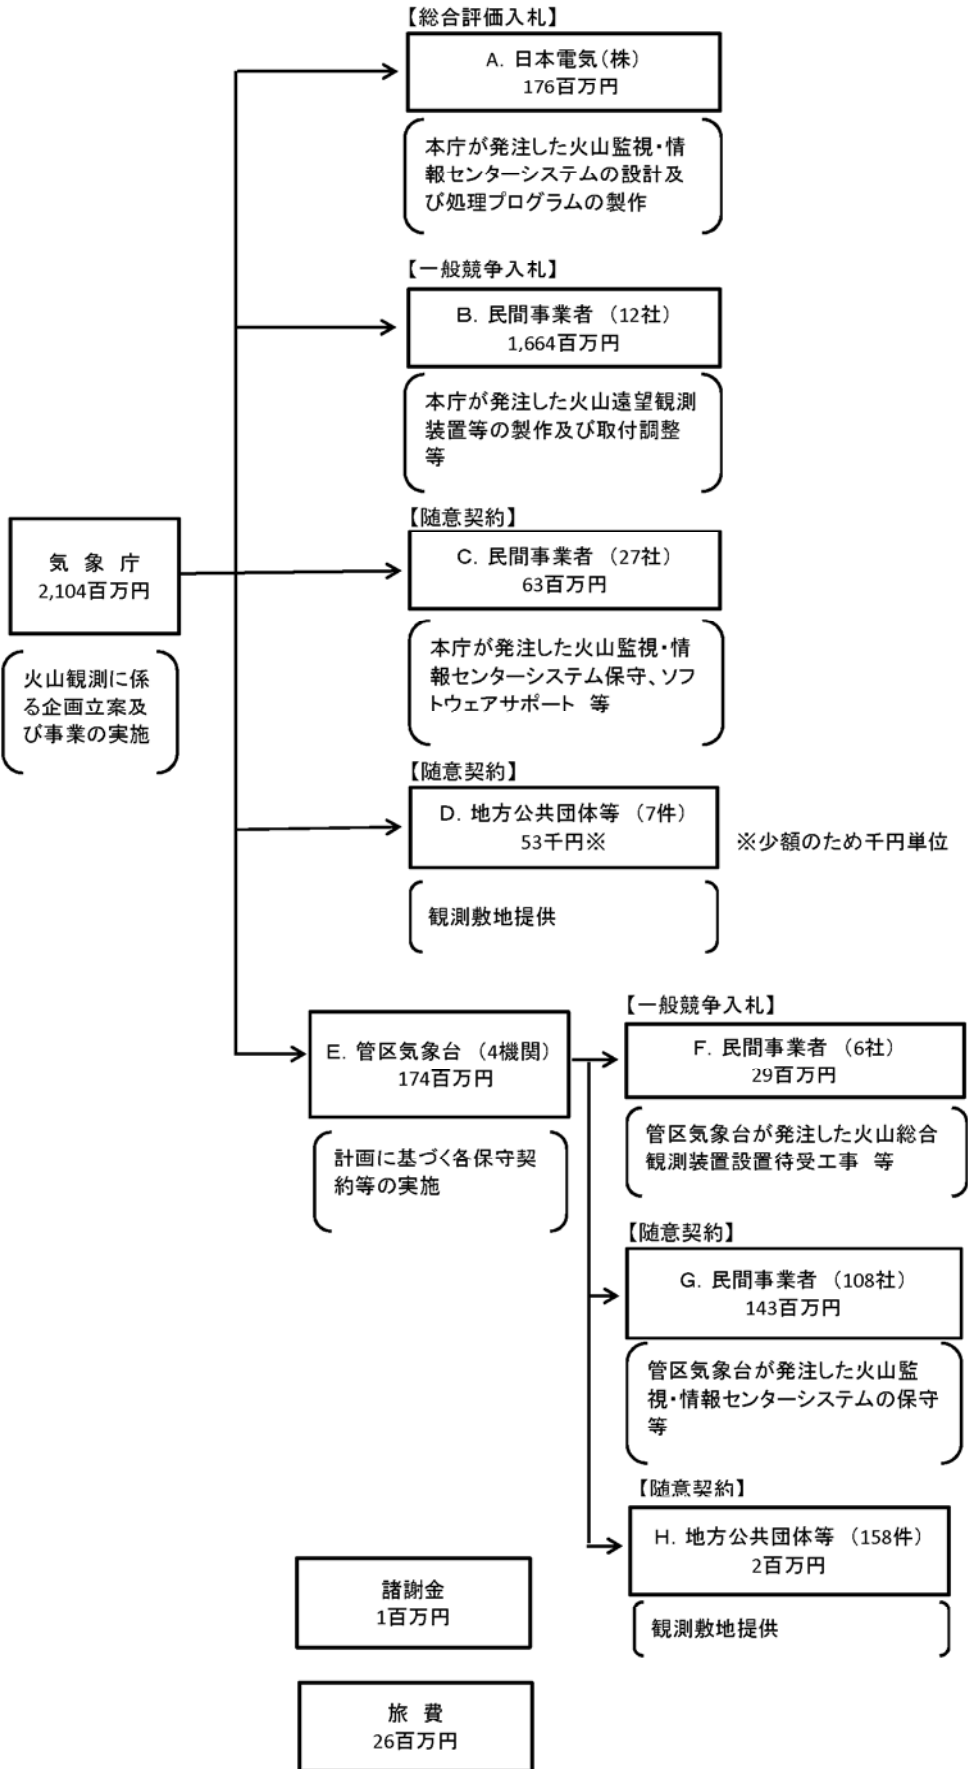 【総合評価入札】
A. 日本電気(株)
176百万円
本庁が発注した火山監視・情
報センターシステムの設計及
び処理プログラムの製作
【一般競争入札】
B. 民間事業者 (12社)
1,664百万円
本庁が発注した火山遠望観測
装置等の製作及び取付調整
等
【随意契約】
C. 民間事業者 (27社)
63百万円
本庁が発注した火山監視・情
報センターシステム保守、ソフ
トウェアサポート 等
気 象 庁
2,104百万円
火山観測に係
る企画立案及
び事業の実施
【随意契約】
D. 地方公共団体等 (7件)
53千円※
※少額のため千円単位
観測敷地提供
E. 管区気象台 (4機関)
174百万円
計画に基づく各保守契
約等の実施
【一般競争入札】
F. 民間事業者 (6社)
29百万円
管区気象台が発注した火山総合
観測装置設置待受工事 等
【随意契約】
G. 民間事業者 (108社)
143百万円
管区気象台が発注した火山監
視・情報センターシステムの保守
等
【随意契約】
H. 地方公共団体等 (158件)
2百万円
観測敷地提供
諸謝金
1百万円
旅 費
26百万円